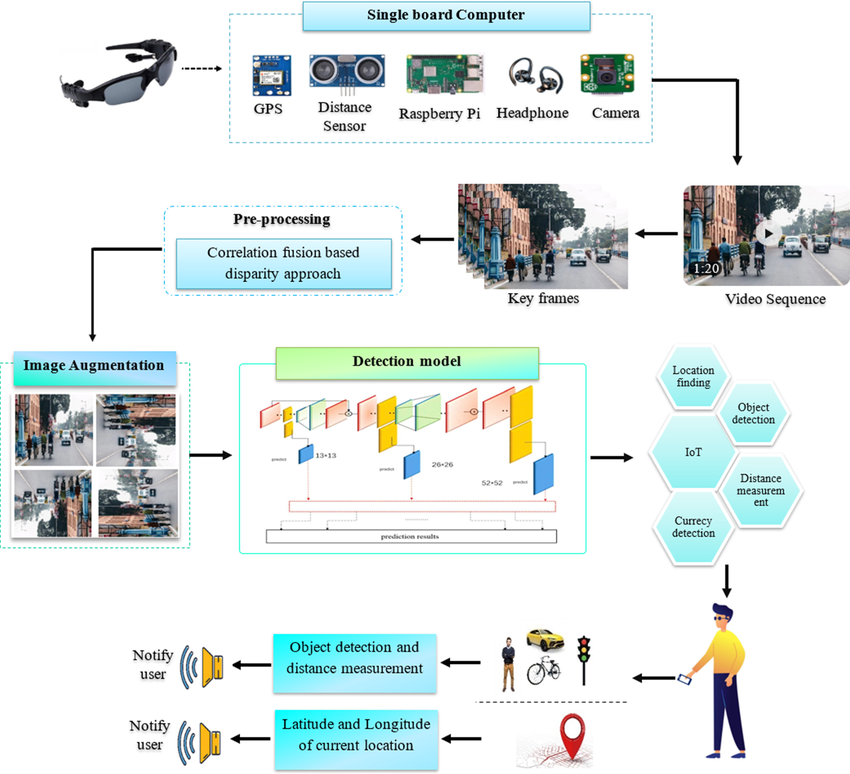 Single board Computer
GPS
Distance
Sensor
Raspberry Pi
Headphone
Camera
Pre-processing
Correlation fusion based
disparity approach
Key frames
1:20
Video Sequence
Image Augmentation
Detection model
predict
13*13
predict
26*26
predict
52*52
prediction results
Location
finding
Object
detection
IoT
Distance
measurem
ent
Currecy
detection
Notify
user
Object detection and
distance measurement
Notify
user
Latitude and Longitude
of current location